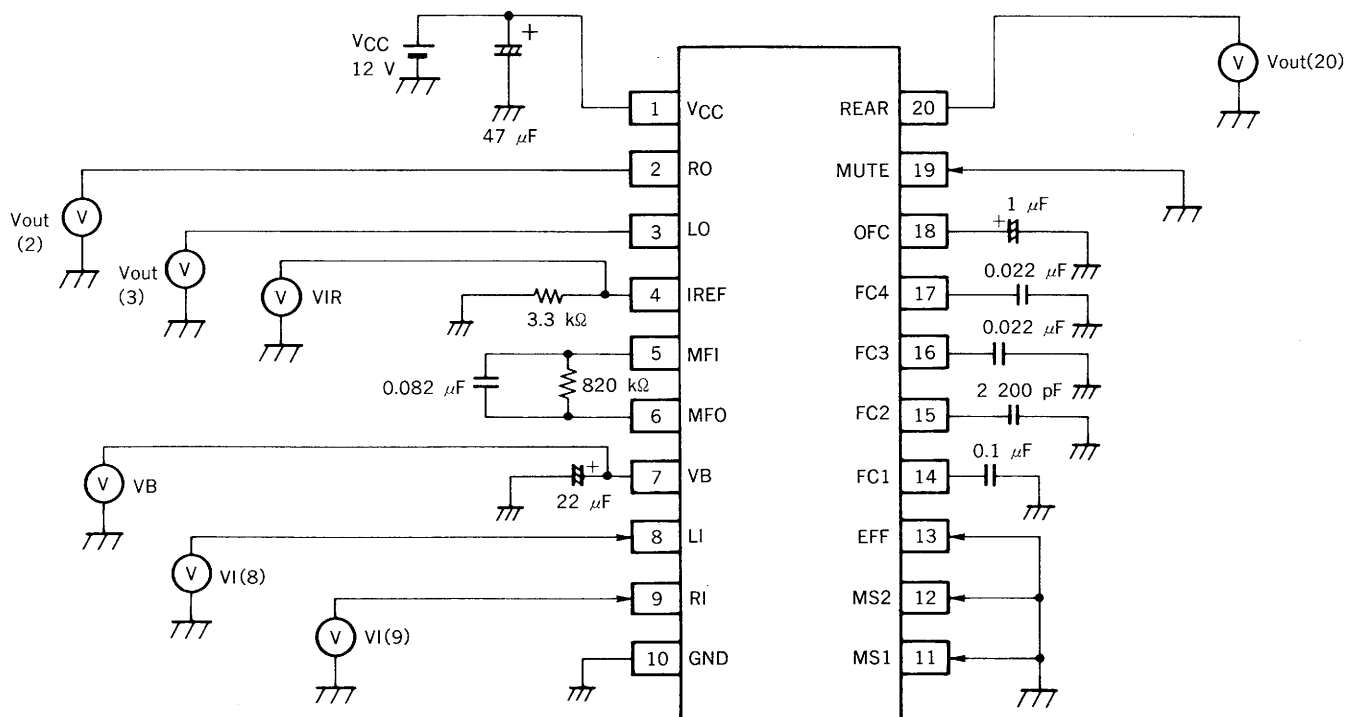 VCC
12 V
+
47 μF
1 VCC
REAR 20
V Vout(20)
2 RO
MUTE 19
Vout
(2)
V
3 LO
OFC 18
+ 1 μF
Vout
(3)
V
V VIR
4 IREF
3.3 kΩ
FC4 17
0.022 μF
5 MFI
0.082 μF
820 kΩ
6 MFO
FC3 16
0.022 μF
FC2 15
2 200 pF
V VB
+
22 μF
7 VB
FC1 14
0.1 μF
8 LI
V VI(8)
EFF 13
9 RI
V VI(9)
MS2 12
10 GND
MS1 11